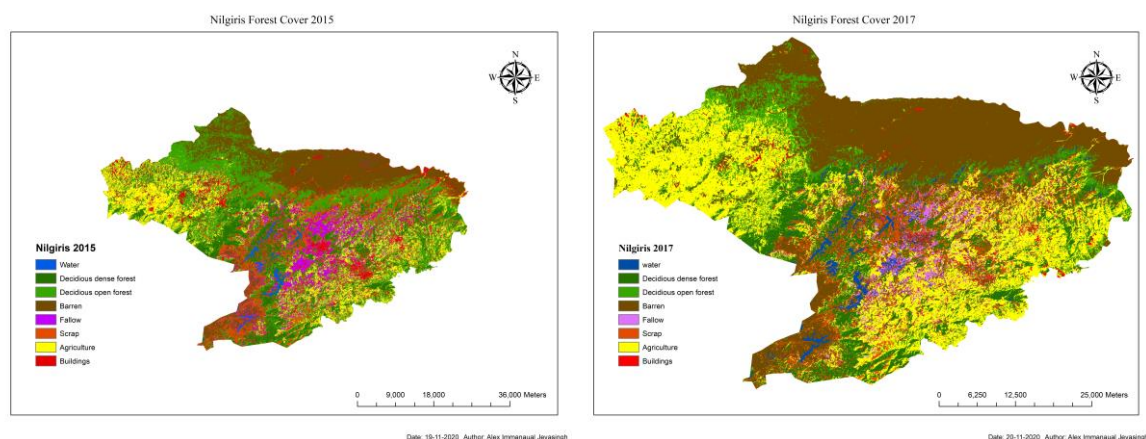 Nilgiris Forest Cover 2015
N
W E
S
Nilgiris 2015
Water
Decidious dense forest
Decidious open forest
Barren
Fallow
Scrap
Agriculture
Buildings
0 9,000 18,000 36,000 Meters
Date: 19-11-2020 Author: Alex Immanaual Jeyasingh
Nilgiris Forest Cover 2017
N
W E
S
Nilgiris 2017
water
Decidious dense forest
Decidious open forest
Barren
Fallow
Scrap
Agriculture
Buildings
0 6,250 12,500 25,000 Meters
Date: 20-11-2020 Author: Alex Immanaual Jeyasingh